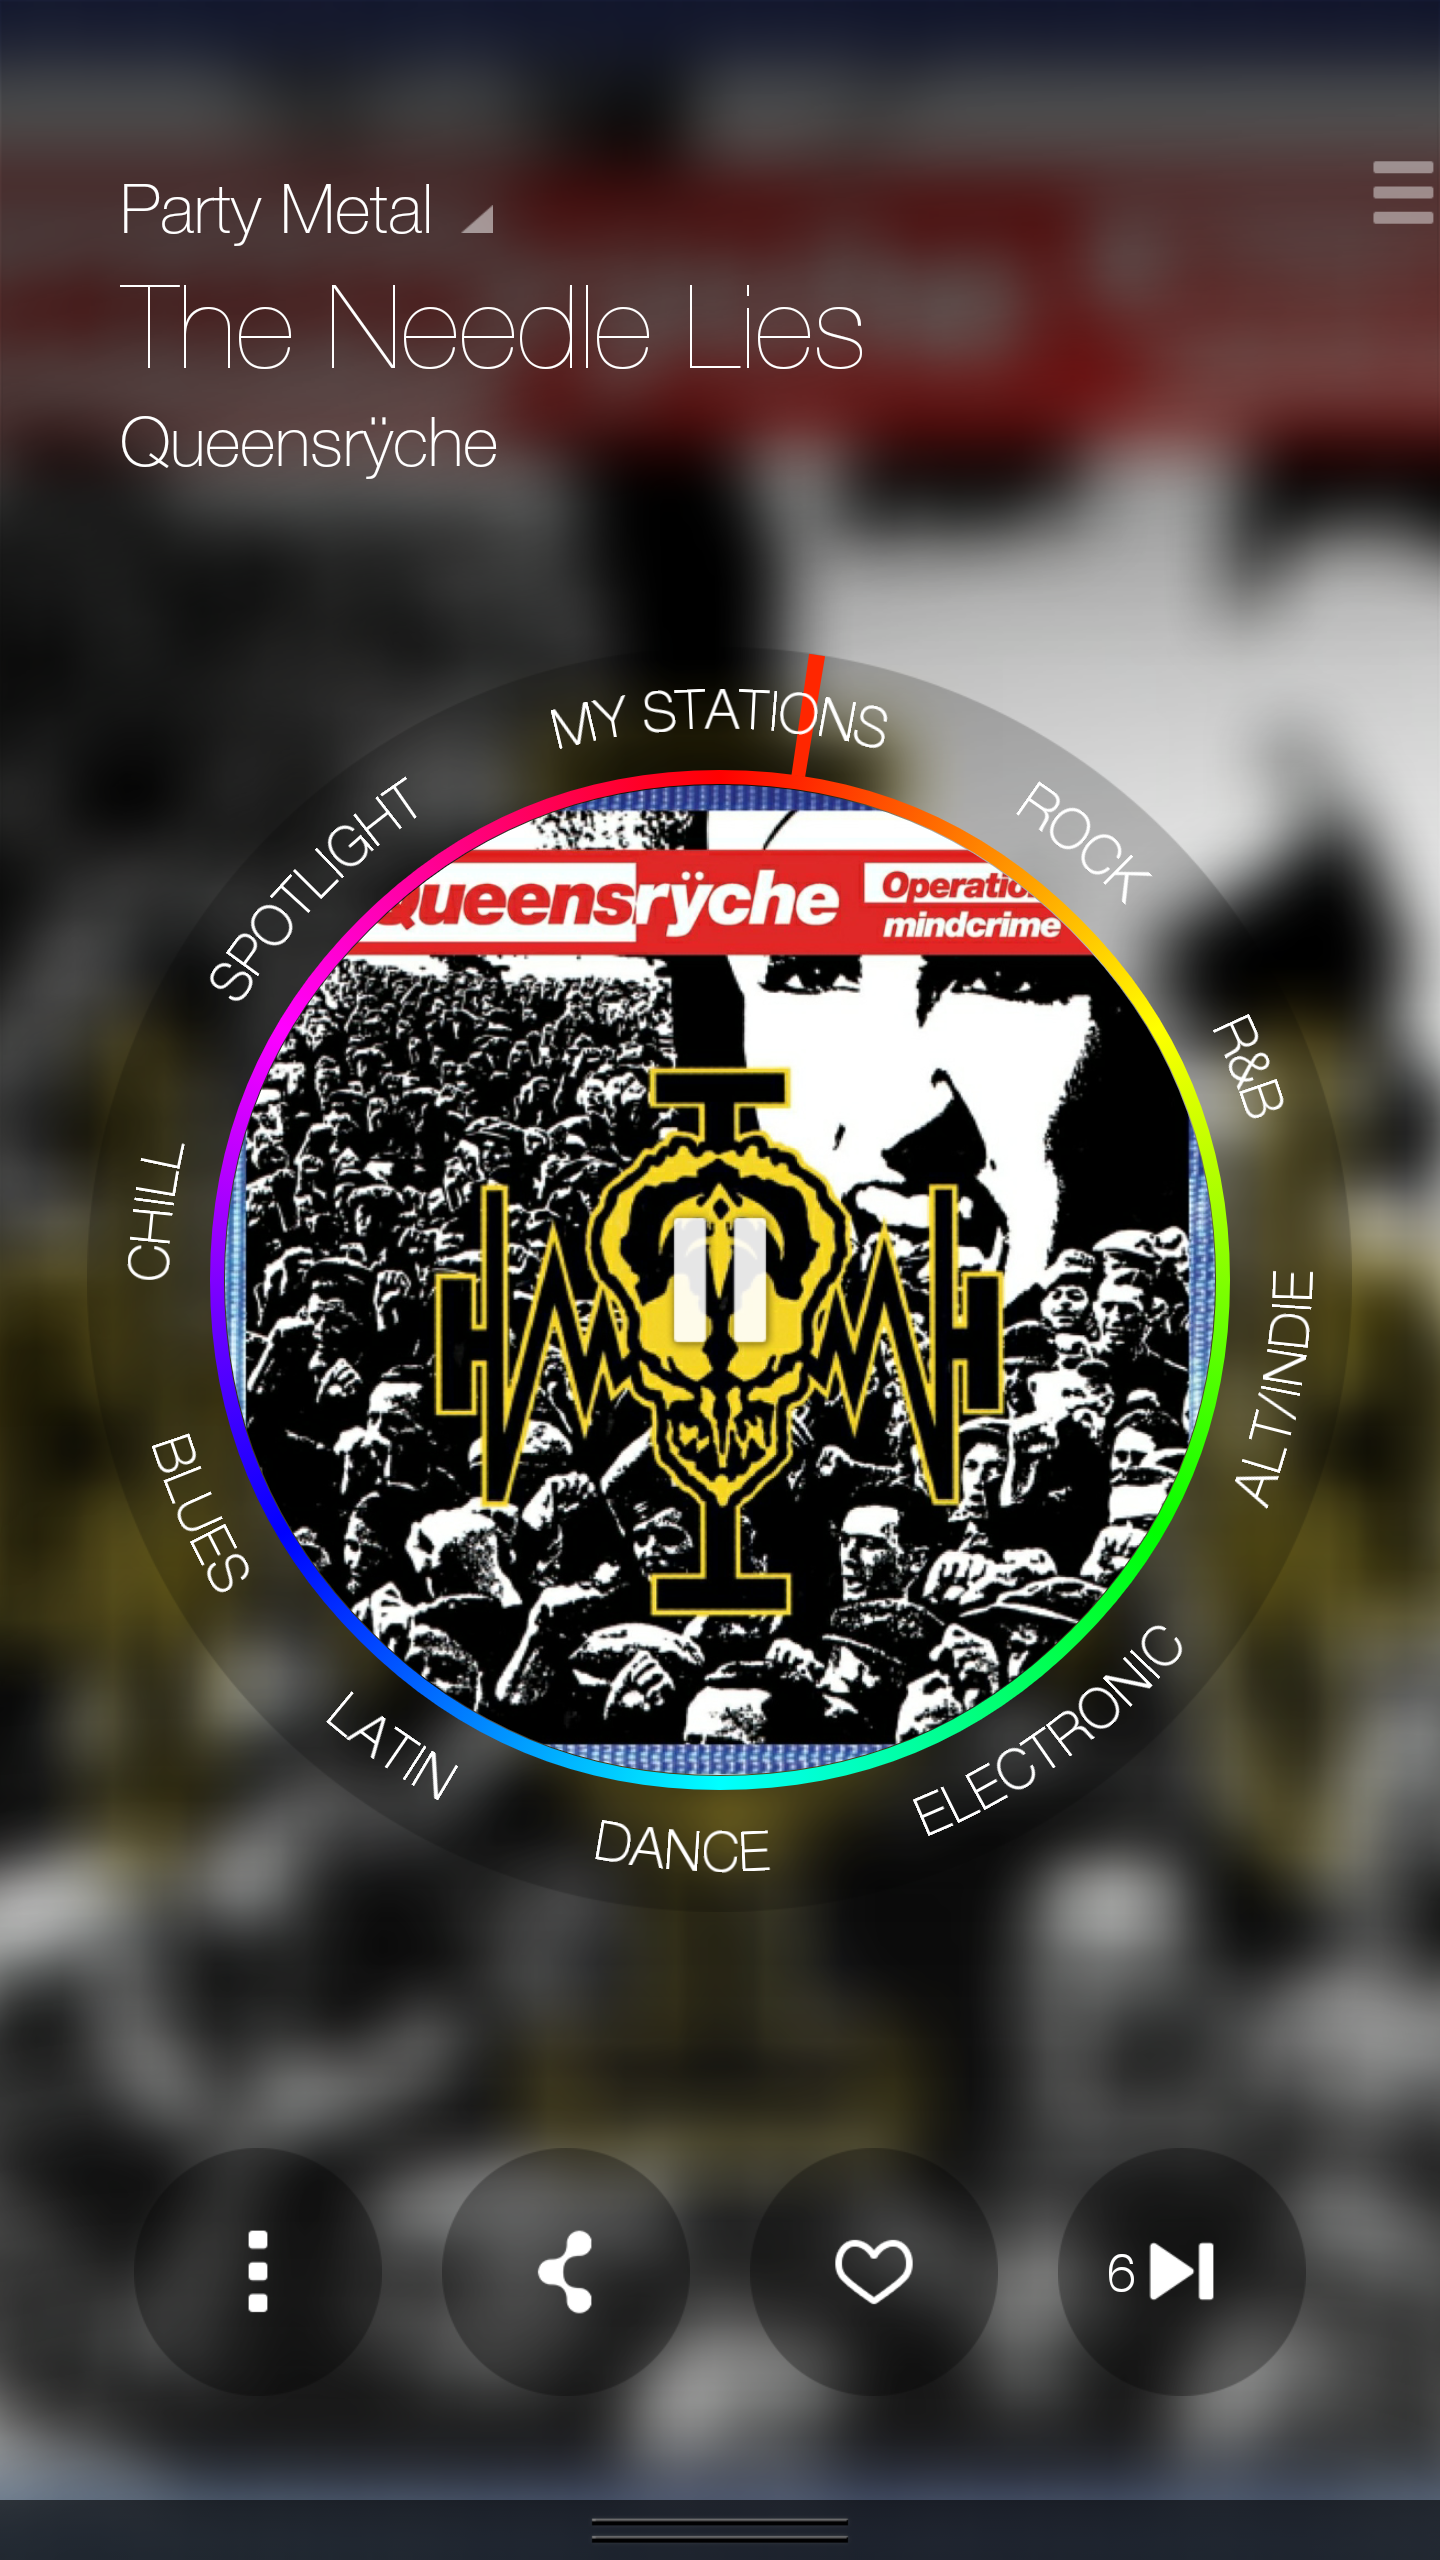 Party Metal
The Needle Lies
Queensrÿche
MY STATIONS
ROCK
R&B
ALT/INDIE
ELECTRONIC
DANCE
LATIN
BLUES
CHILL
SPOTLIGHT
Queensrÿche
Operation
mindcrime
6